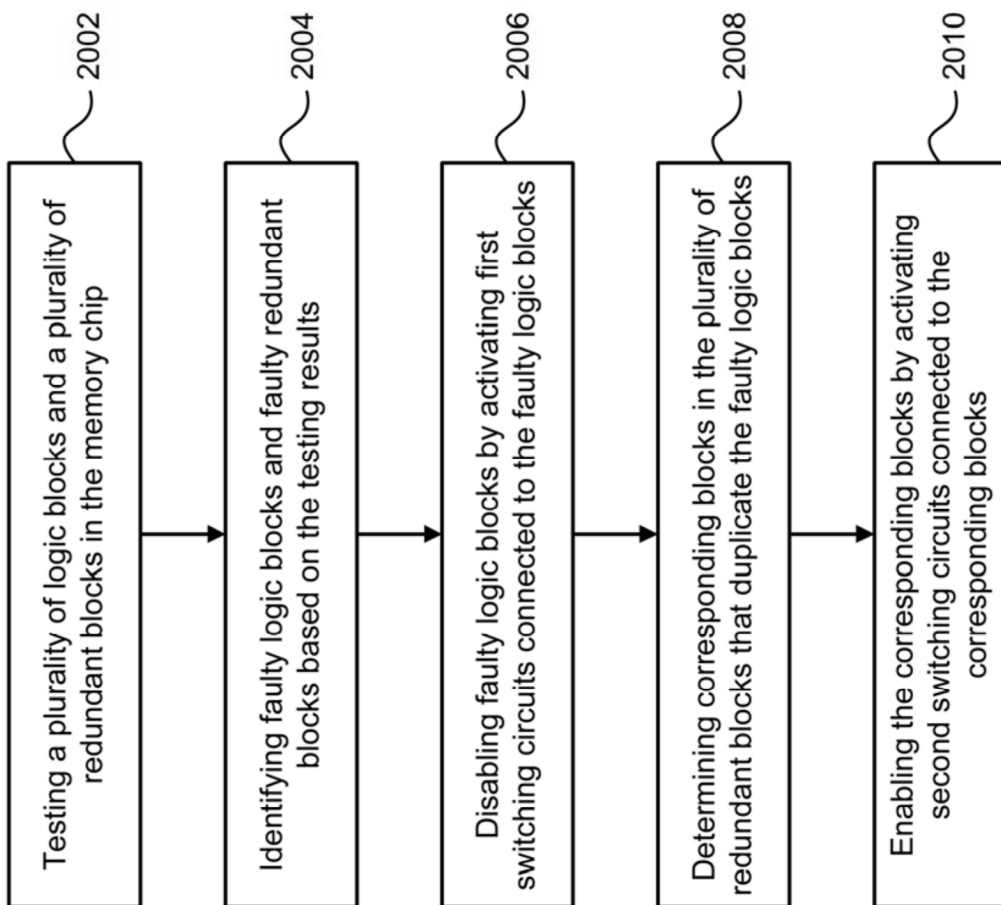 Testing a plurality of logic blocks and a plurality of
redundant blocks in the memory chip
2002
Identifying faulty logic blocks and faulty redundant
blocks based on the testing results
2004
Disabling faulty logic blocks by activating first
switching circuits connected to the faulty logic blocks
2006
Determining corresponding blocks in the plurality of
redundant blocks that duplicate the faulty logic blocks
2008
Enabling the corresponding blocks by activating
second switching circuits connected to the
corresponding blocks
2010